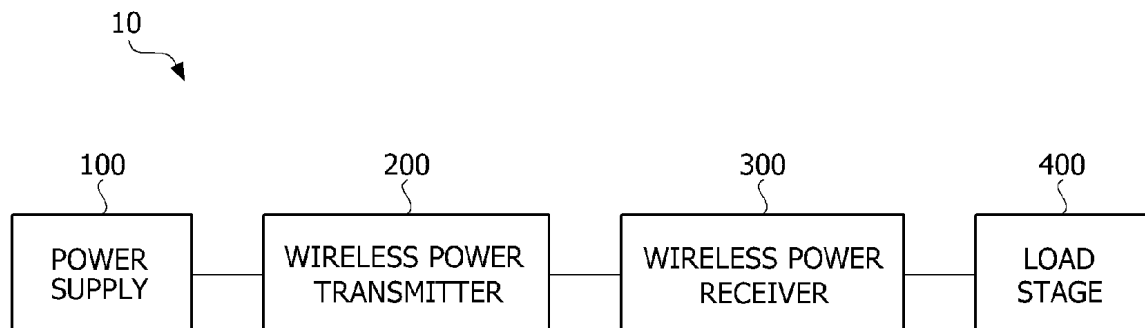 10
100
200
300
400
POWER
SUPPLY
WIRELESS POWER
TRANSMITTER
WIRELESS POWER
RECEIVER
LOAD
STAGE